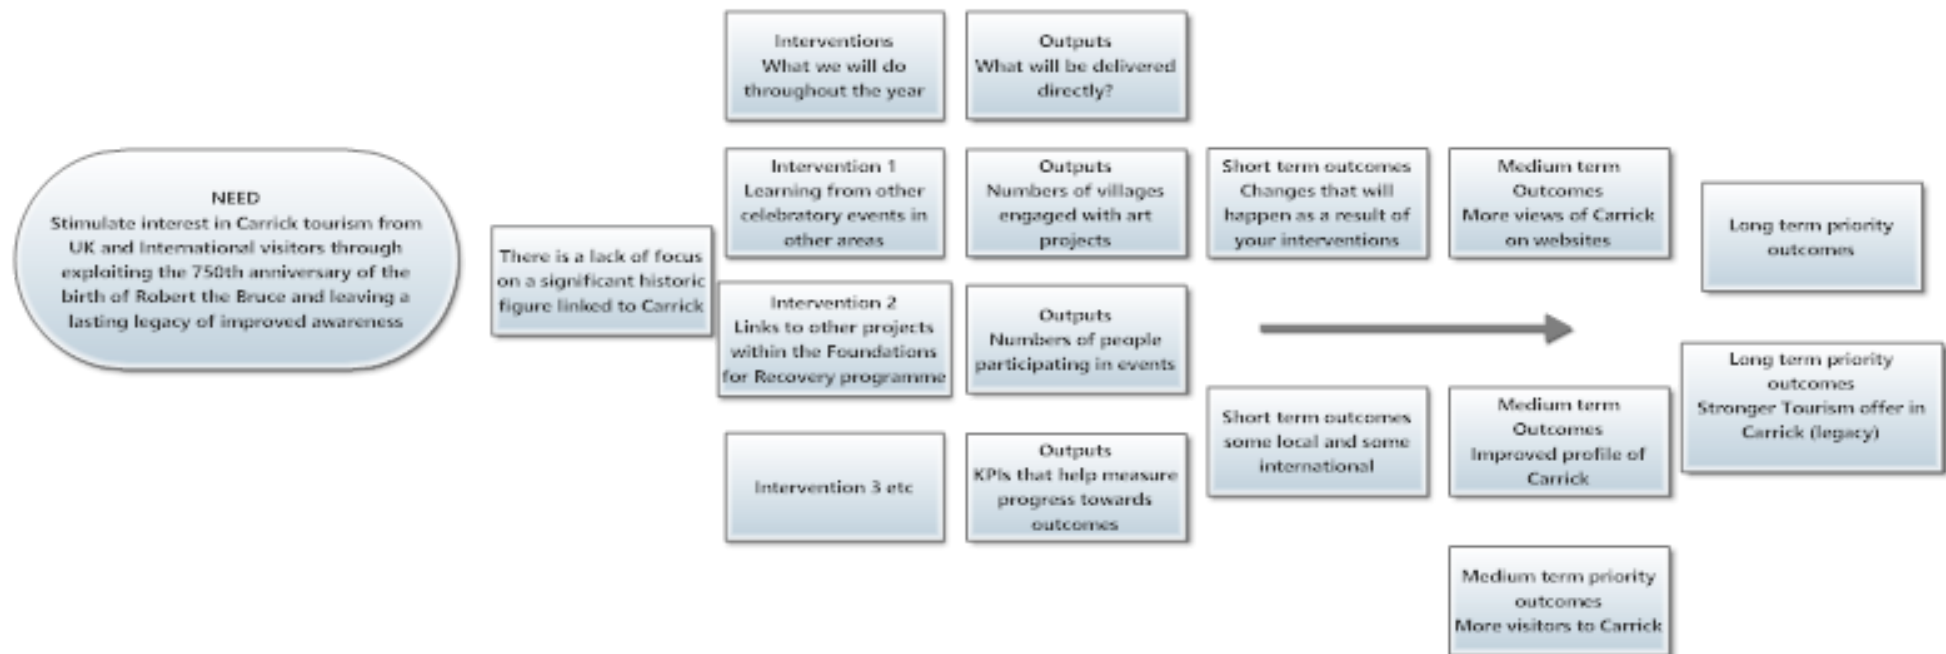 NEED
Stimulate interest in Carrick tourism from
UK and International visitors through
exploiting the 750th anniversary of the
birth of Robert the Bruce and leaving a
lasting legacy of improved awareness
There is a lack of focus
on a significant historic
figure linked to Carrick
Interventions
What we will do
throughout the year
Intervention 1
Learning from other
celebratory events in
other areas
Intervention 2
Links to other projects
within the Foundations
for Recovery programme
Intervention 3 etc
Outputs
What will be delivered
directly?
Outputs
Numbers of villages
engaged with art
projects
Outputs
Numbers of people
participating in events
Outputs
KPIs that help measure
progress towards
outcomes
Short term outcomes
Changes that will
happen as a result of
your interventions
Short term outcomes
some local and some
international
Medium term
Outcomes
More views of Carrick
on websites
Medium term
Outcomes
Improved profile of
Carrick
Medium term priority
outcomes
More visitors to Carrick
Long term priority
outcomes
Long term priority
outcomes
Stronger Tourism offer in
Carrick (legacy)